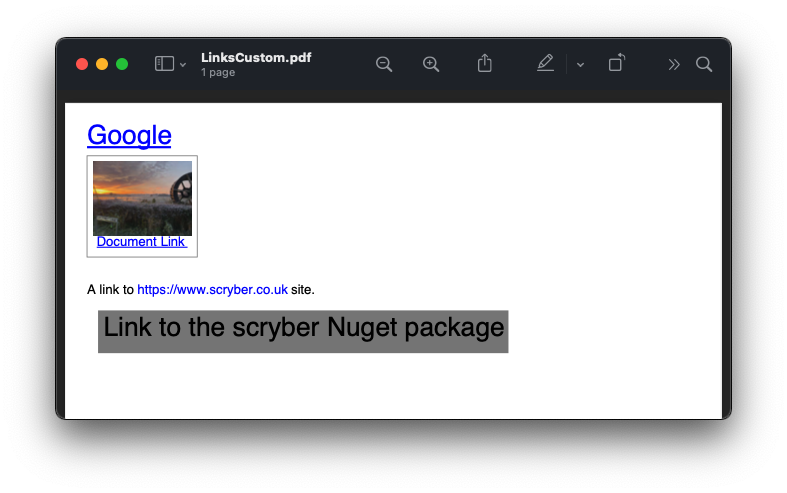 LinksCustom.pdf
1 page
Google
Document Link
A link to https://www.scryber.co.uk site.
Link to the scryber Nuget package